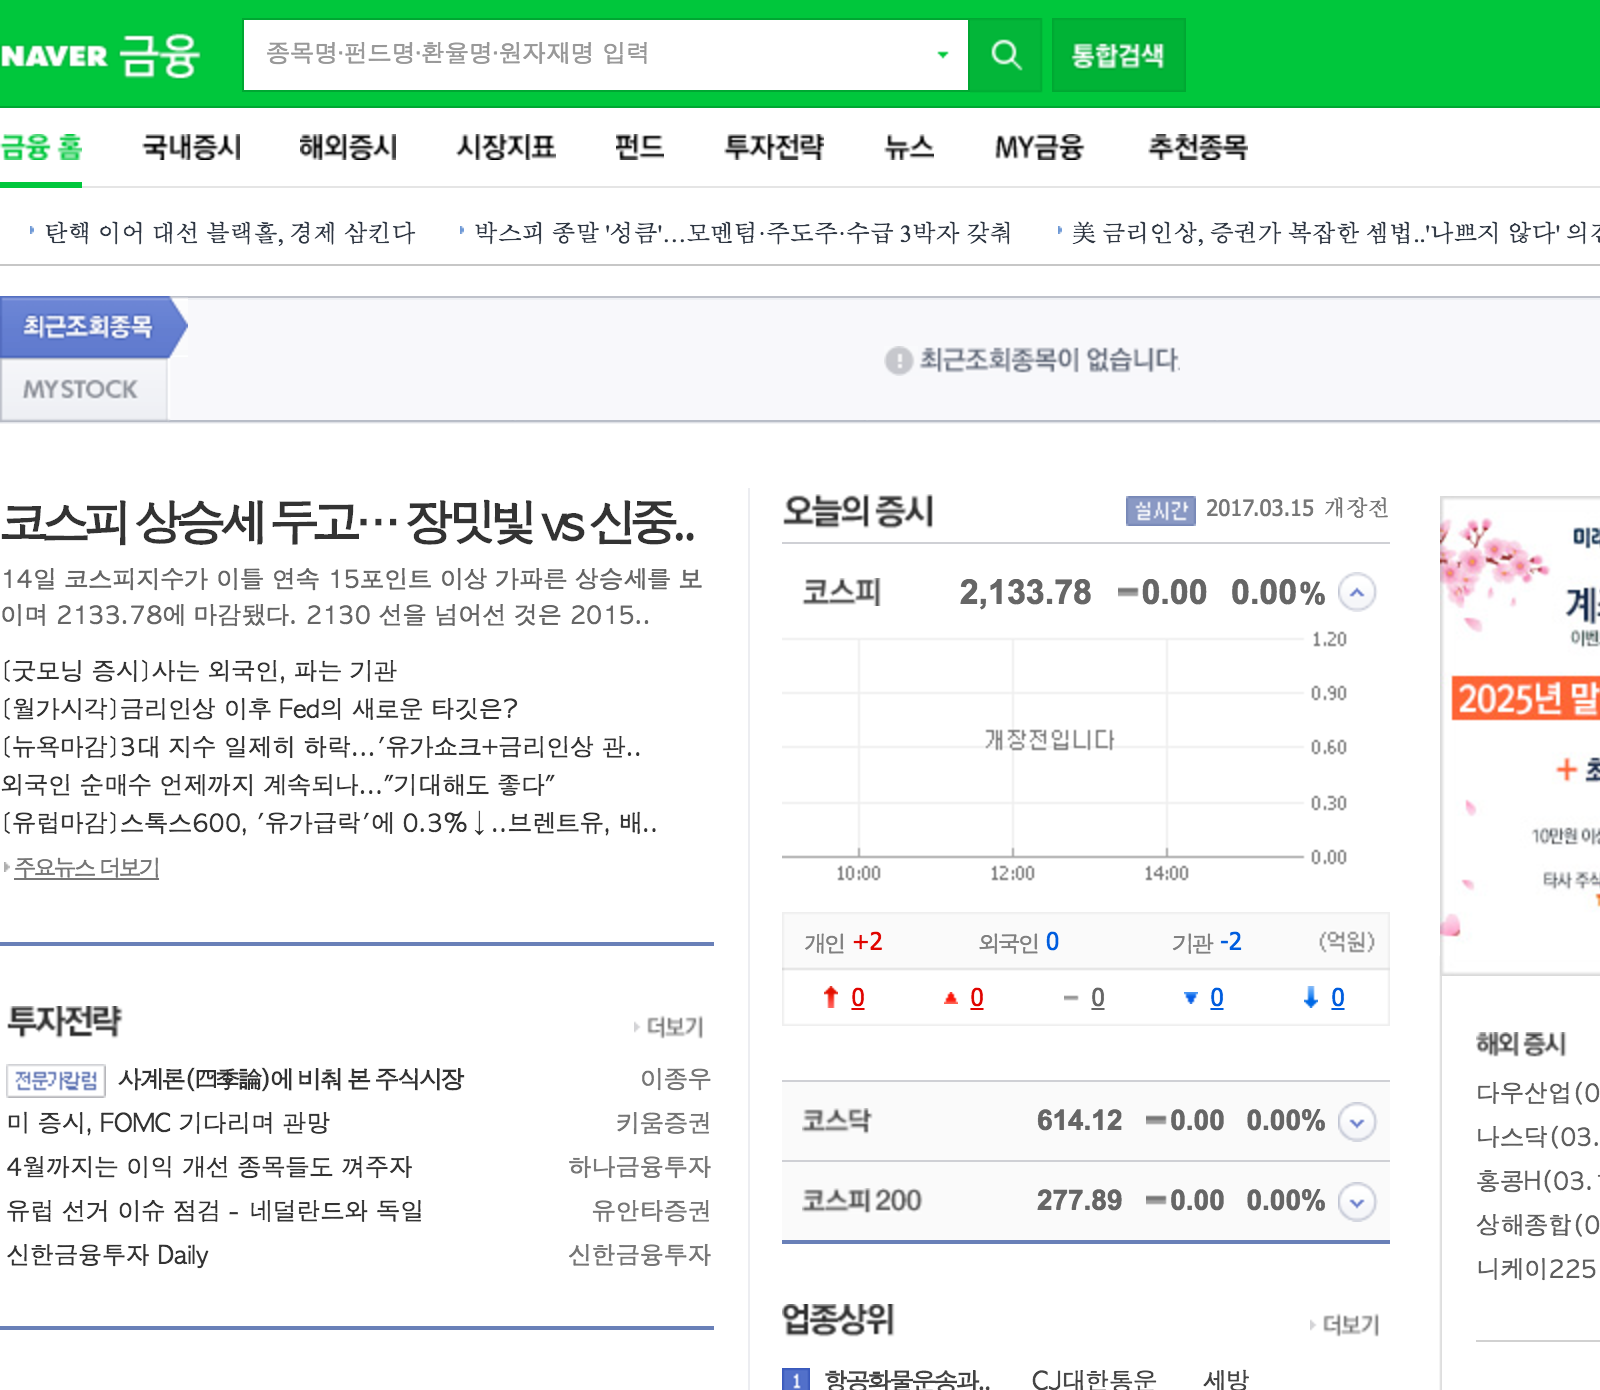 NAVER 금융
종목명·펀드명·환율명·원자재명 입력
통합검색
금융 홈 국내증시 해외증시 시장지표 펀드 투자전략 뉴스 MY금융 추천종목
탄핵 이어 대선 블랙홀, 경제 삼킨다 박스피 종말 '성큼'…모멘텀·주도주·수급 3박자 갖춰 美 금리인상, 증권가 복잡한 셈법..'나쁘지 않다'
최근조회종목
MY STOCK
최근조회종목이 없습니다.
코스피 상승세 두고… 장밋빛 vs 신중..
14일 코스피지수가 이틀 연속 15포인트 이상 가파른 상승세를 보
이며 2133.78에 마감됐다. 2130 선을 넘어선 것은 2015..
[굿모닝 증시]사는 외국인, 파는 기관
[월가시각]금리인상 이후 Fed의 새로운 타깃은?
[뉴욕마감]3대 지수 일제히 하락…'유가쇼크+금리인상 관..
외국인 순매수 언제까지 계속되나…"기대해도 좋다"
[유럽마감]스톡스600, '유가급락'에 0.3%↓..브렌트유, 배..
주요뉴스 더보기
투자전략 더보기
전문가칼럼 사계론(四季論)에 비춰 본 주식시장 이종우
미 증시, FOMC 기다리며 관망 키움증권
4월까지는 이익 개선 종목들도 껴주자 하나금융투자
유럽 선거 이슈 점검 - 네덜란드와 독일 유안타증권
신한금융투자 Daily 신한금융투자
오늘의 증시 실시간 2017.03.15 개장전
코스피 2,133.78 0.00 0.00%
1.20
0.90
개장전입니다
0.60
0.30
0.00
10:00 12:00 14:00
개인 +2 외국인 0 기관 -2 (억원)
0 0 0 0 0
코스닥 614.12 0.00 0.00%
코스피 200 277.89 0.00 0.00%
업종상위 더보기
1 항공화물운송과.. CJ대한통운 세방
이벤
2025년 말
+ 최
10만원 이상
타사 주식
해외 증시
다우산업(0
나스닥(03.
홍콩H(03.
상해종합(0
니케이225